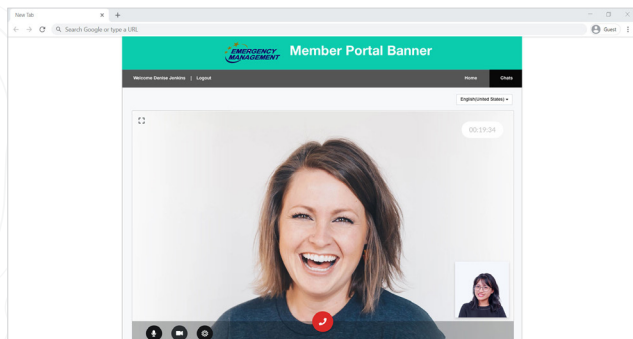 New Tab
Search Google or type a URL
Guest
EMERGENCY
MANAGEMENT
Member Portal Banner
Welcome Denise Jenkins | Logout
Home
Chats
English(United States)
00:19:34